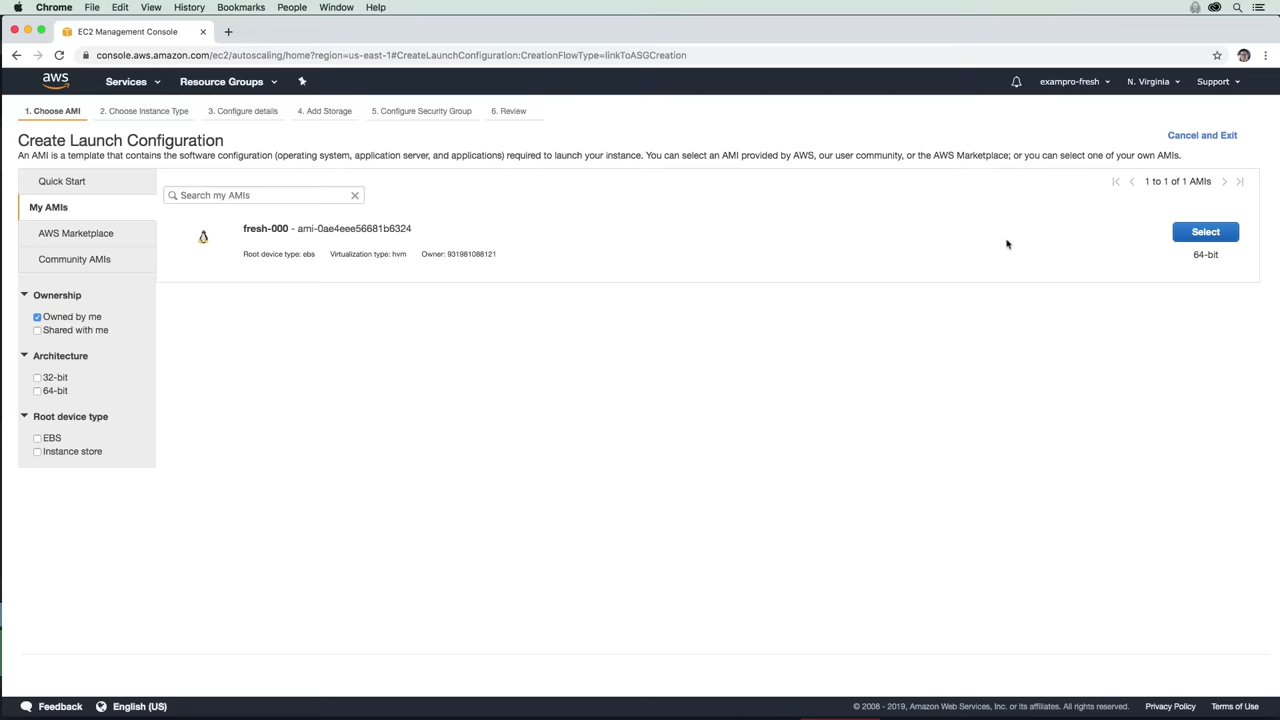 Chrome File Edit View History Bookmarks People Window Help
EC2 Management Console
console.aws.amazon.com/ec2/autoscaling/home?region=us-east-1#CreateLaunchConfiguration:CreationFlowType=linkToASGCreation
aws Services Resource Groups exampro-fresh N. Virginia Support
1. Choose AMI 2. Choose Instance Type 3. Configure details 4. Add Storage 5. Configure Security Group 6. Review
Create Launch Configuration
Cancel and Exit
An AMI is a template that contains the software configuration (operating system, application server, and applications) required to launch your instance. You can select an AMI provided by AWS, our user community, or the AWS Marketplace; or you can select one of your own AMIs.
Quick Start
My AMIs
AWS Marketplace
Community AMIs
Search my AMIs
1 to 1 of 1 AMIs
fresh-000 - ami-0ae4eee56681b6324
Root device type: ebs Virtualization type: hvm Owner: 931981088121
Select
64-bit
Ownership
Owned by me
Shared with me
Architecture
32-bit
64-bit
Root device type
EBS
Instance store
Feedback English (US) © 2008 - 2019, Amazon Web Services, Inc. or its affiliates. All rights reserved. Privacy Policy Terms of Use